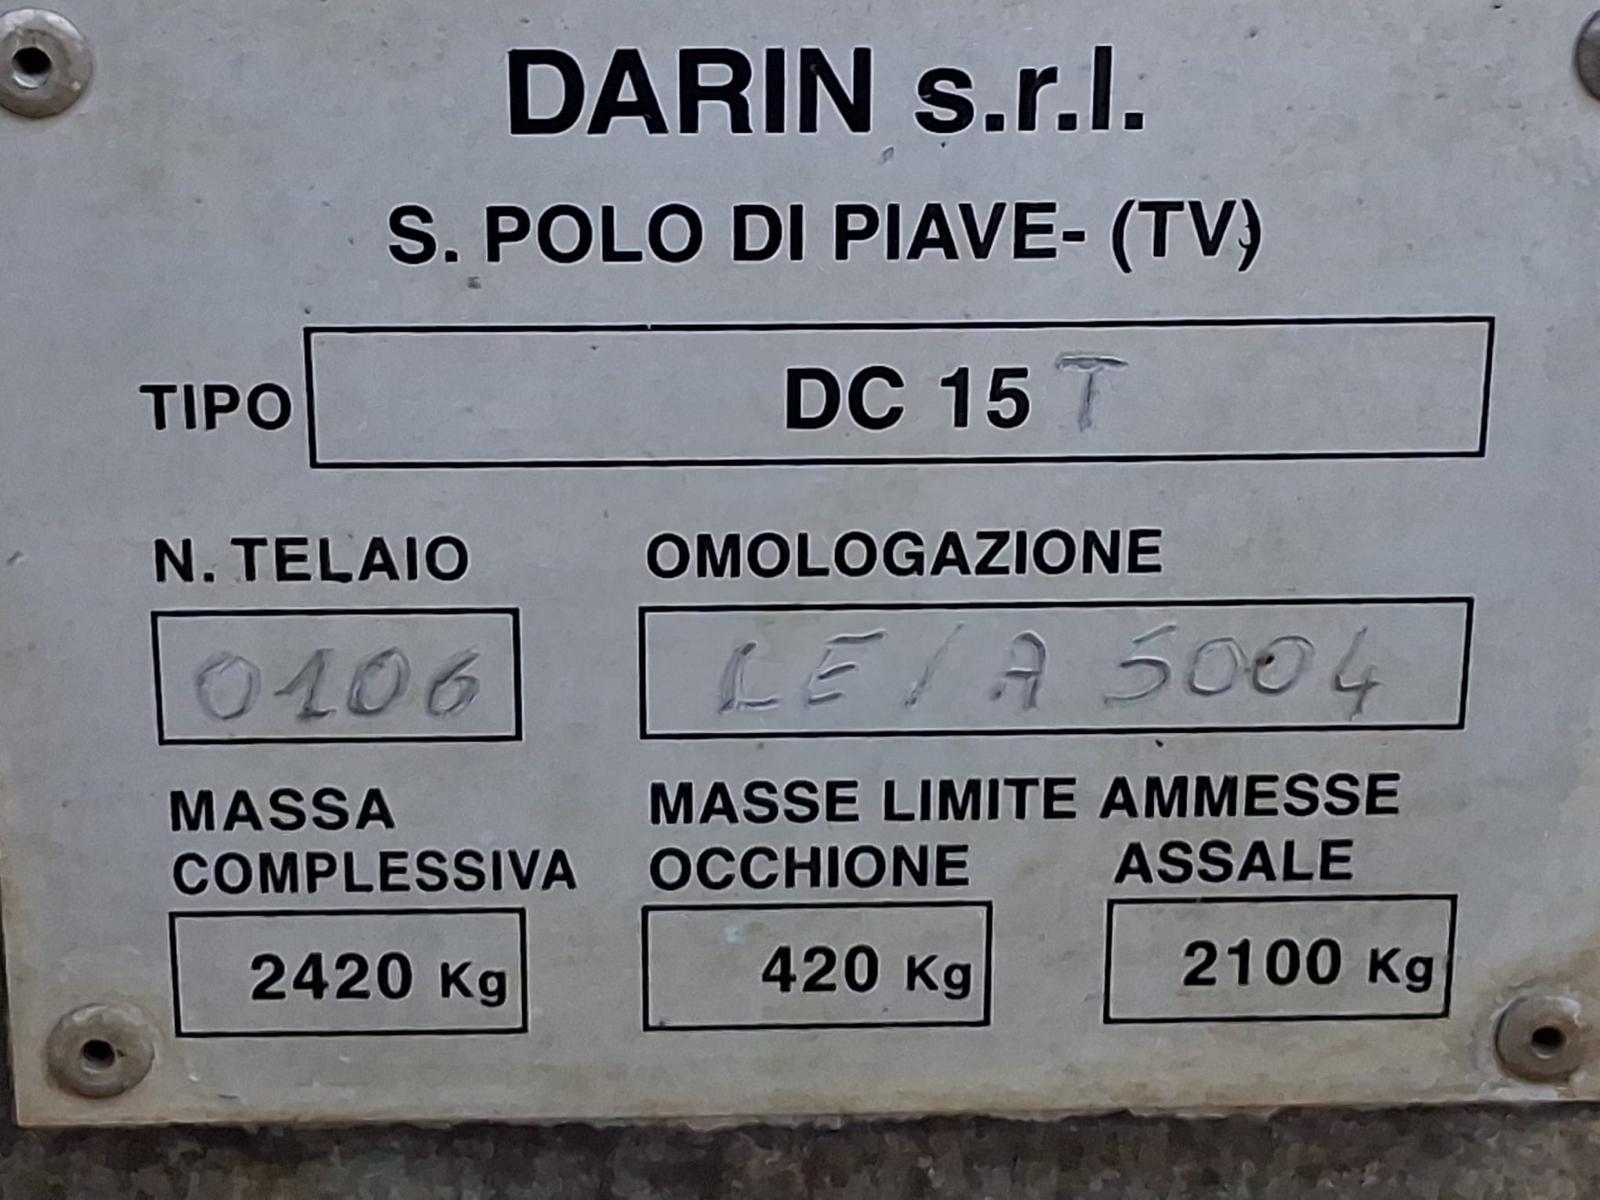 DARIN s.r.l.
S. POLO DI PIAVE- (TV)
TIPO DC 15 T
N. TELAIO OMOLOGAZIONE
0106 LE/A 5004
MASSA MASSE LIMITE AMMESSE
COMPLESSIVA OCCHIONE ASSALE
2420 Kg 420 Kg 2100 Kg